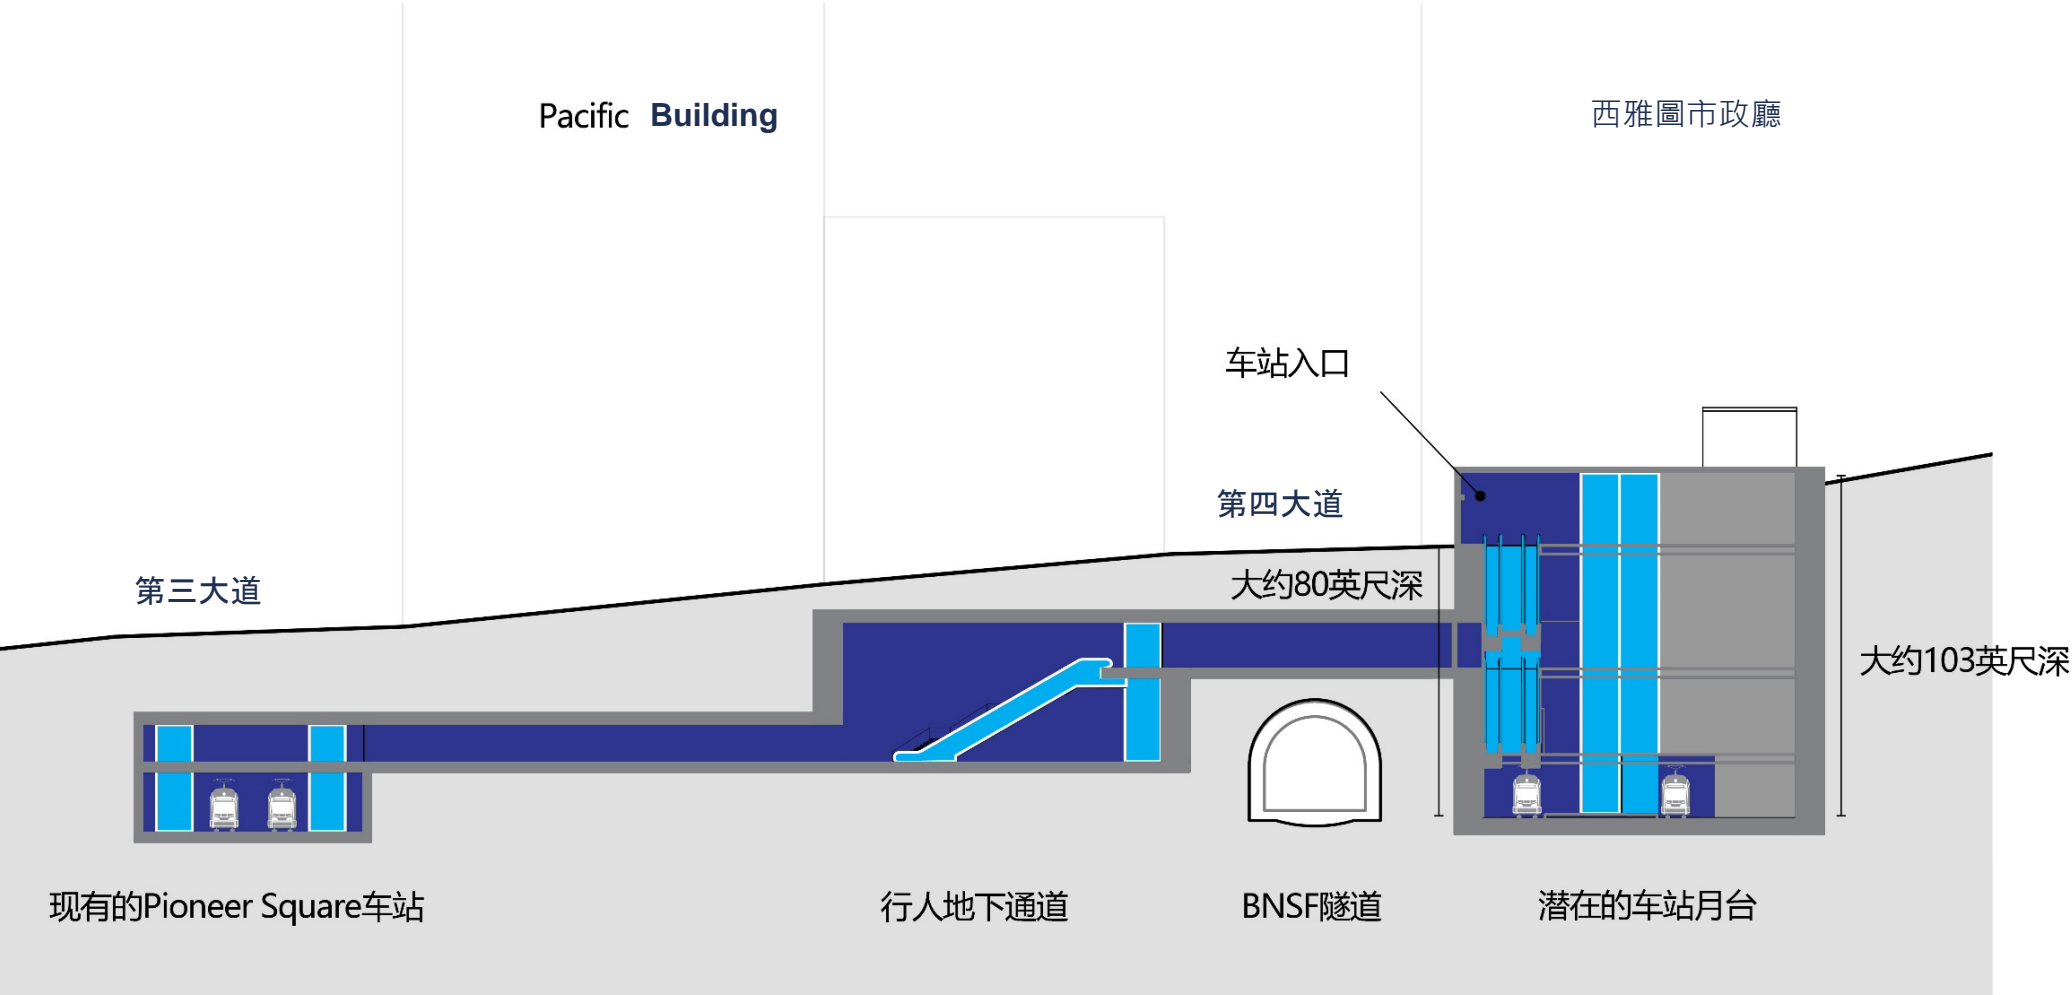 Pacific Building
西雅圖市政廳
车站入口
第四大道
第三大道
大约80英尺深
大约103英尺深
现有的Pioneer Square车站
行人地下通道
BNSF隧道
潜在的车站月台